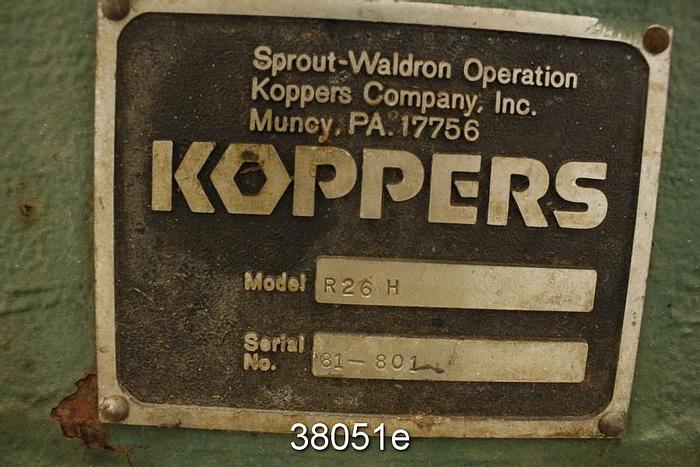 Sprout-Waldron Operation
Koppers Company, Inc.
Muncy, PA. 17756
KOPPERS
Model R26 H
Serial No. 81-801
38051e